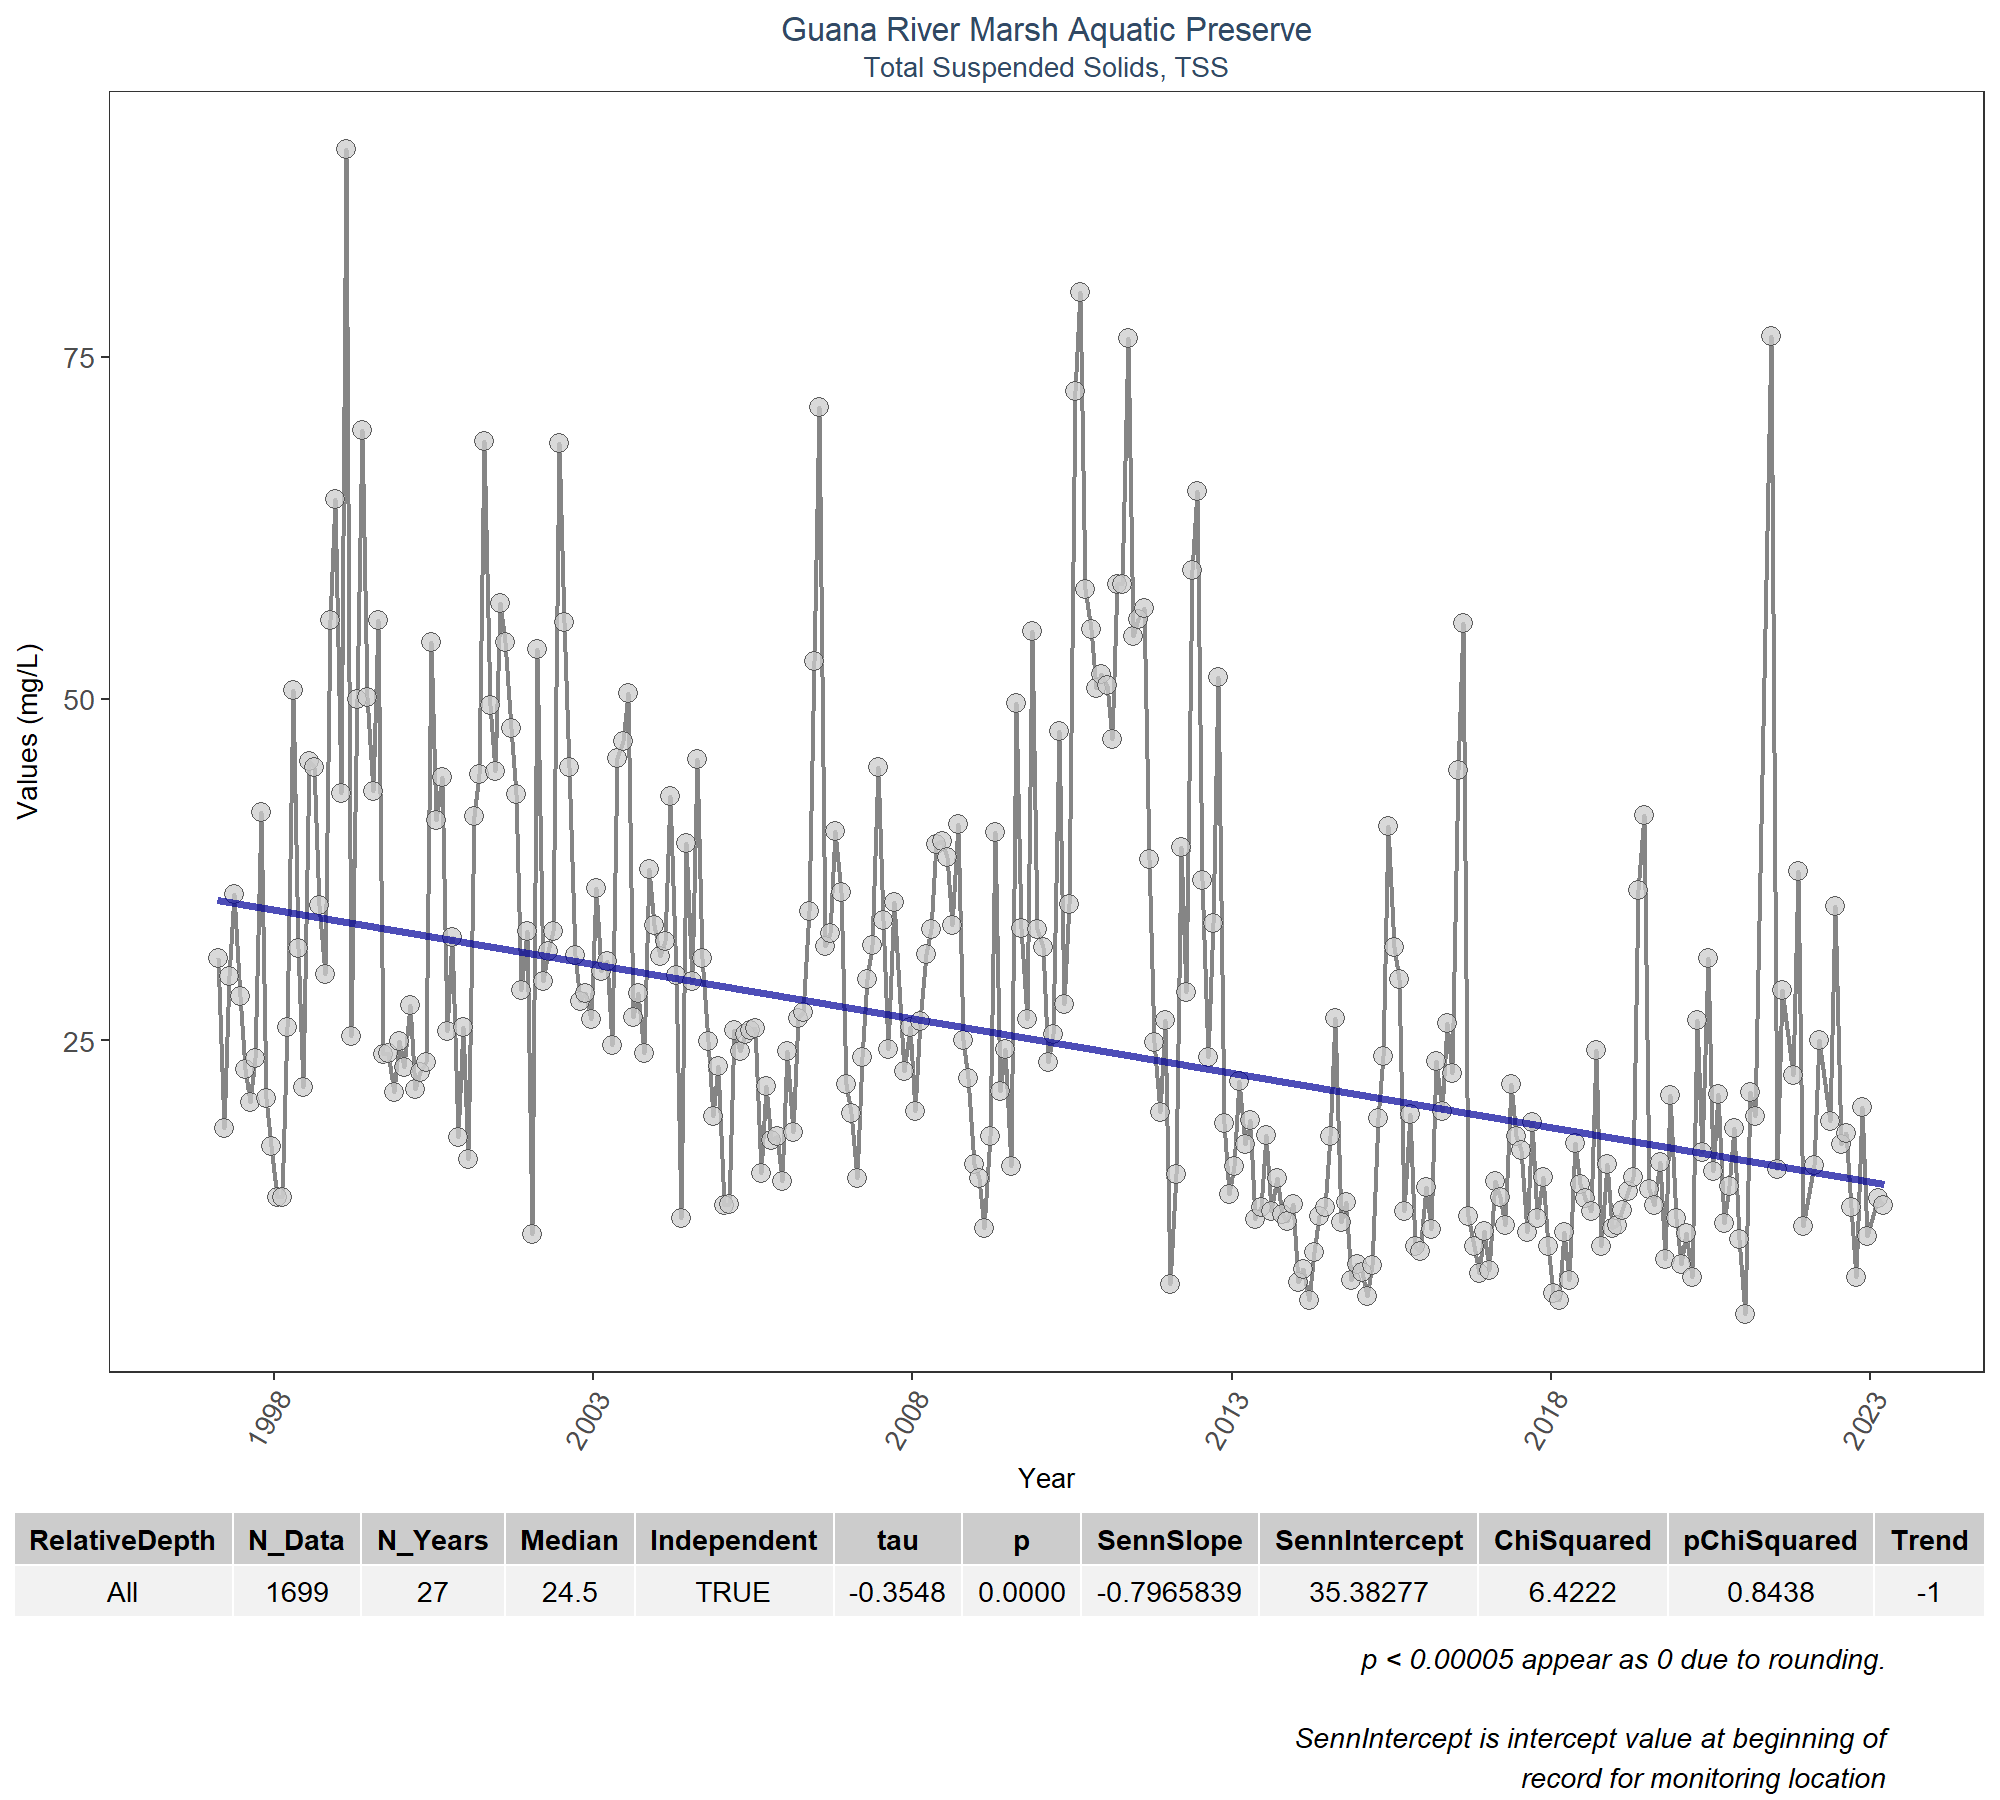 Guana River Marsh Aquatic Preserve
Total Suspended Solids, TSS
Values (mg/L)
75
50
25
1998
2003
2008
2013
2018
2023
Year
RelativeDepth N_Data N_Years Median Independent tau p SennSlope SennIntercept ChiSquared pChiSquared Trend
All 1699 27 24.5 TRUE -0.3548 0.0000 -0.7965839 35.38277 6.4222 0.8438 -1
p < 0.00005 appear as 0 due to rounding.
SennIntercept is intercept value at beginning of
record for monitoring location